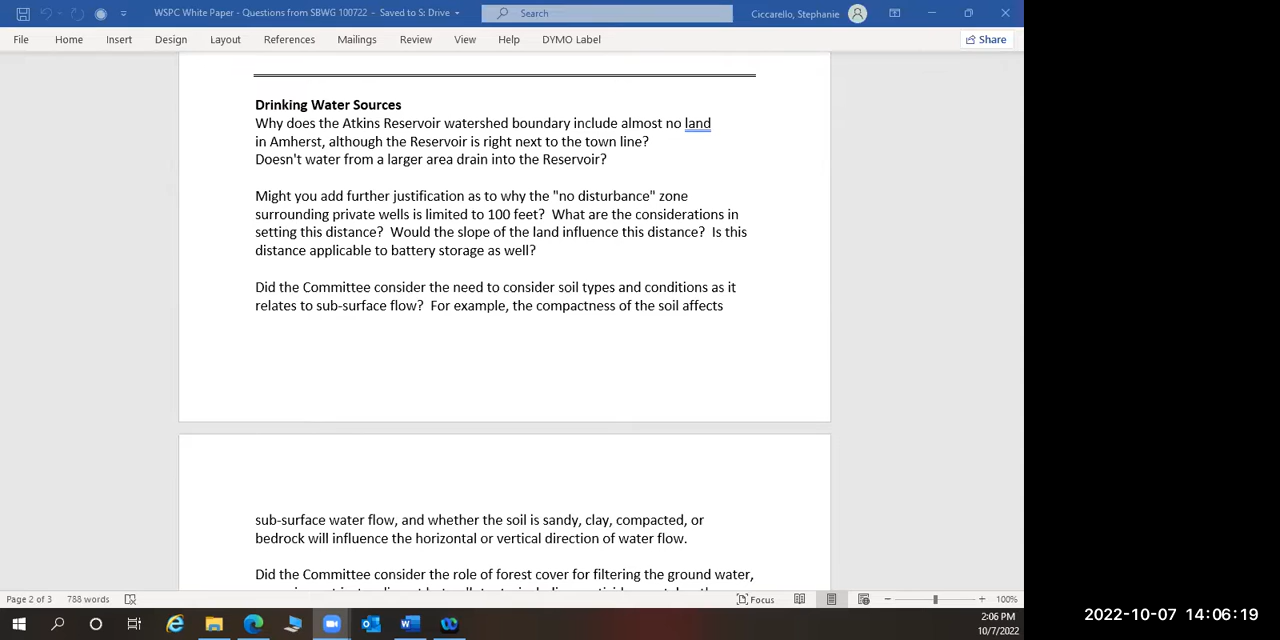 WSPC White Paper - Questions from SBWG 100722 - Saved to S: Drive
Search
Ciccarello, Stephanie
File Home Insert Design Layout References Mailings Review View Help DYMO Label
Share
Drinking Water Sources
Why does the Atkins Reservoir watershed boundary include almost no land
in Amherst, although the Reservoir is right next to the town line?
Doesn't water from a larger area drain into the Reservoir?
Might you add further justification as to why the "no disturbance" zone
surrounding private wells is limited to 100 feet? What are the considerations in
setting this distance? Would the slope of the land influence this distance? Is this
distance applicable to battery storage as well?
Did the Committee consider the need to consider soil types and conditions as it
relates to sub-surface flow? For example, the compactness of the soil affects
sub-surface water flow, and whether the soil is sandy, clay, compacted, or
bedrock will influence the horizontal or vertical direction of water flow.
Did the Committee consider the role of forest cover for filtering the ground water,
Page 2 of 3 788 words
Focus
100%
2:06 PM
10/7/2022
2022-10-07 14:06:19